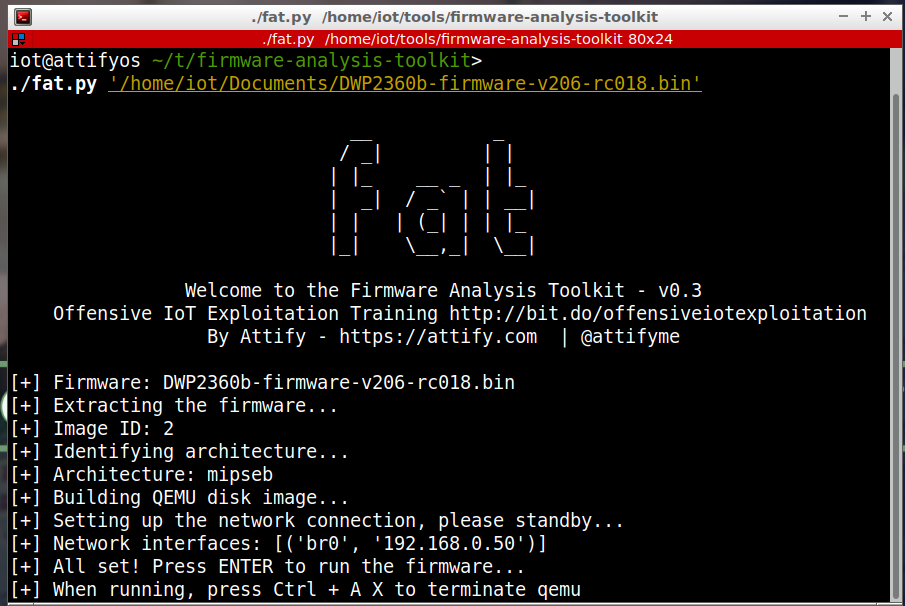 ./fat.py /home/iot/tools/firmware-analysis-toolkit
./fat.py /home/iot/tools/firmware-analysis-toolkit 80x24
iot@attifyos ~/t/firmware-analysis-toolkit>
./fat.py '/home/iot/Documents/DWP2360b-firmware-v206-rc018.bin'
fat
Welcome to the Firmware Analysis Toolkit - v0.3
Offensive IoT Exploitation Training http://bit.do/offensiveiotexploitation
By Attify - https://attify.com | @attifyme
[+] Firmware: DWP2360b-firmware-v206-rc018.bin
[+] Extracting the firmware...
[+] Image ID: 2
[+] Identifying architecture...
[+] Architecture: mipseb
[+] Building QEMU disk image...
[+] Setting up the network connection, please standby...
[+] Network interfaces: [('br0', '192.168.0.50')]
[+] All set! Press ENTER to run the firmware...
[+] When running, press Ctrl + A X to terminate qemu